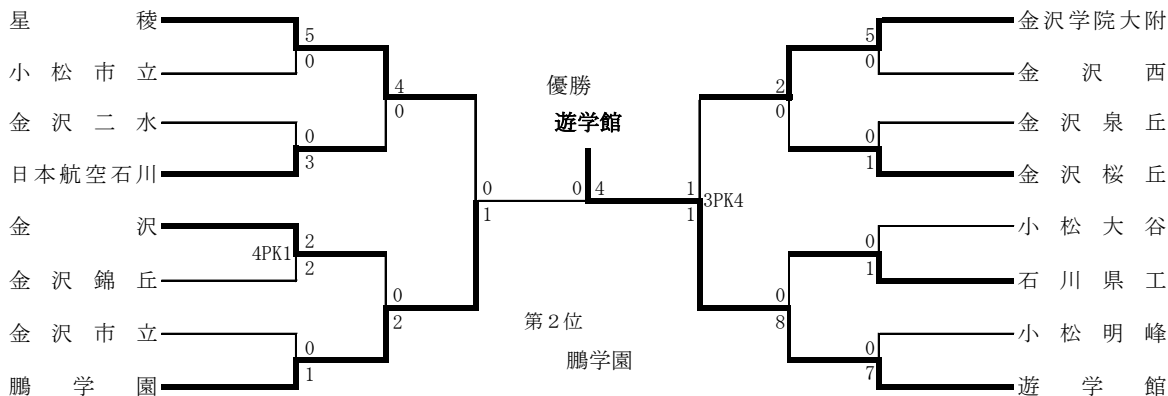 星稜
5
0
小松市立
4
0
金沢二水
0
3
日本航空石川
0
1
金沢
2
4PK1
2
金沢錦丘
0
2
金沢市立
0
1
鵬学園
優勝
遊学館
0 4
第2位
鵬学園
金沢学院大附
5
0
金沢西
2
0
金沢泉丘
0
1
金沢桜丘
1
3PK4
1
小松大谷
0
1
石川県工
0
8
小松明峰
0
7
遊学館